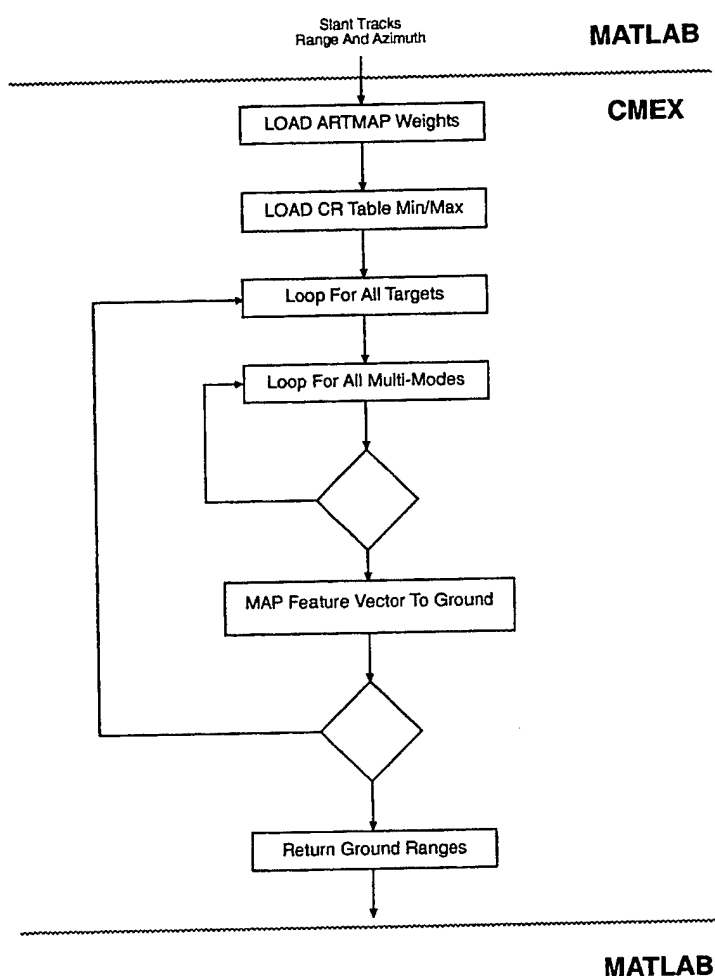 Slant Tracks
Range And Azimuth
MATLAB
CMEX
LOAD ARTMAP Weights
LOAD CR Table Min/Max
Loop For All Targets
Loop For All Multi-Modes
MAP Feature Vector To Ground
Return Ground Ranges
MATLAB